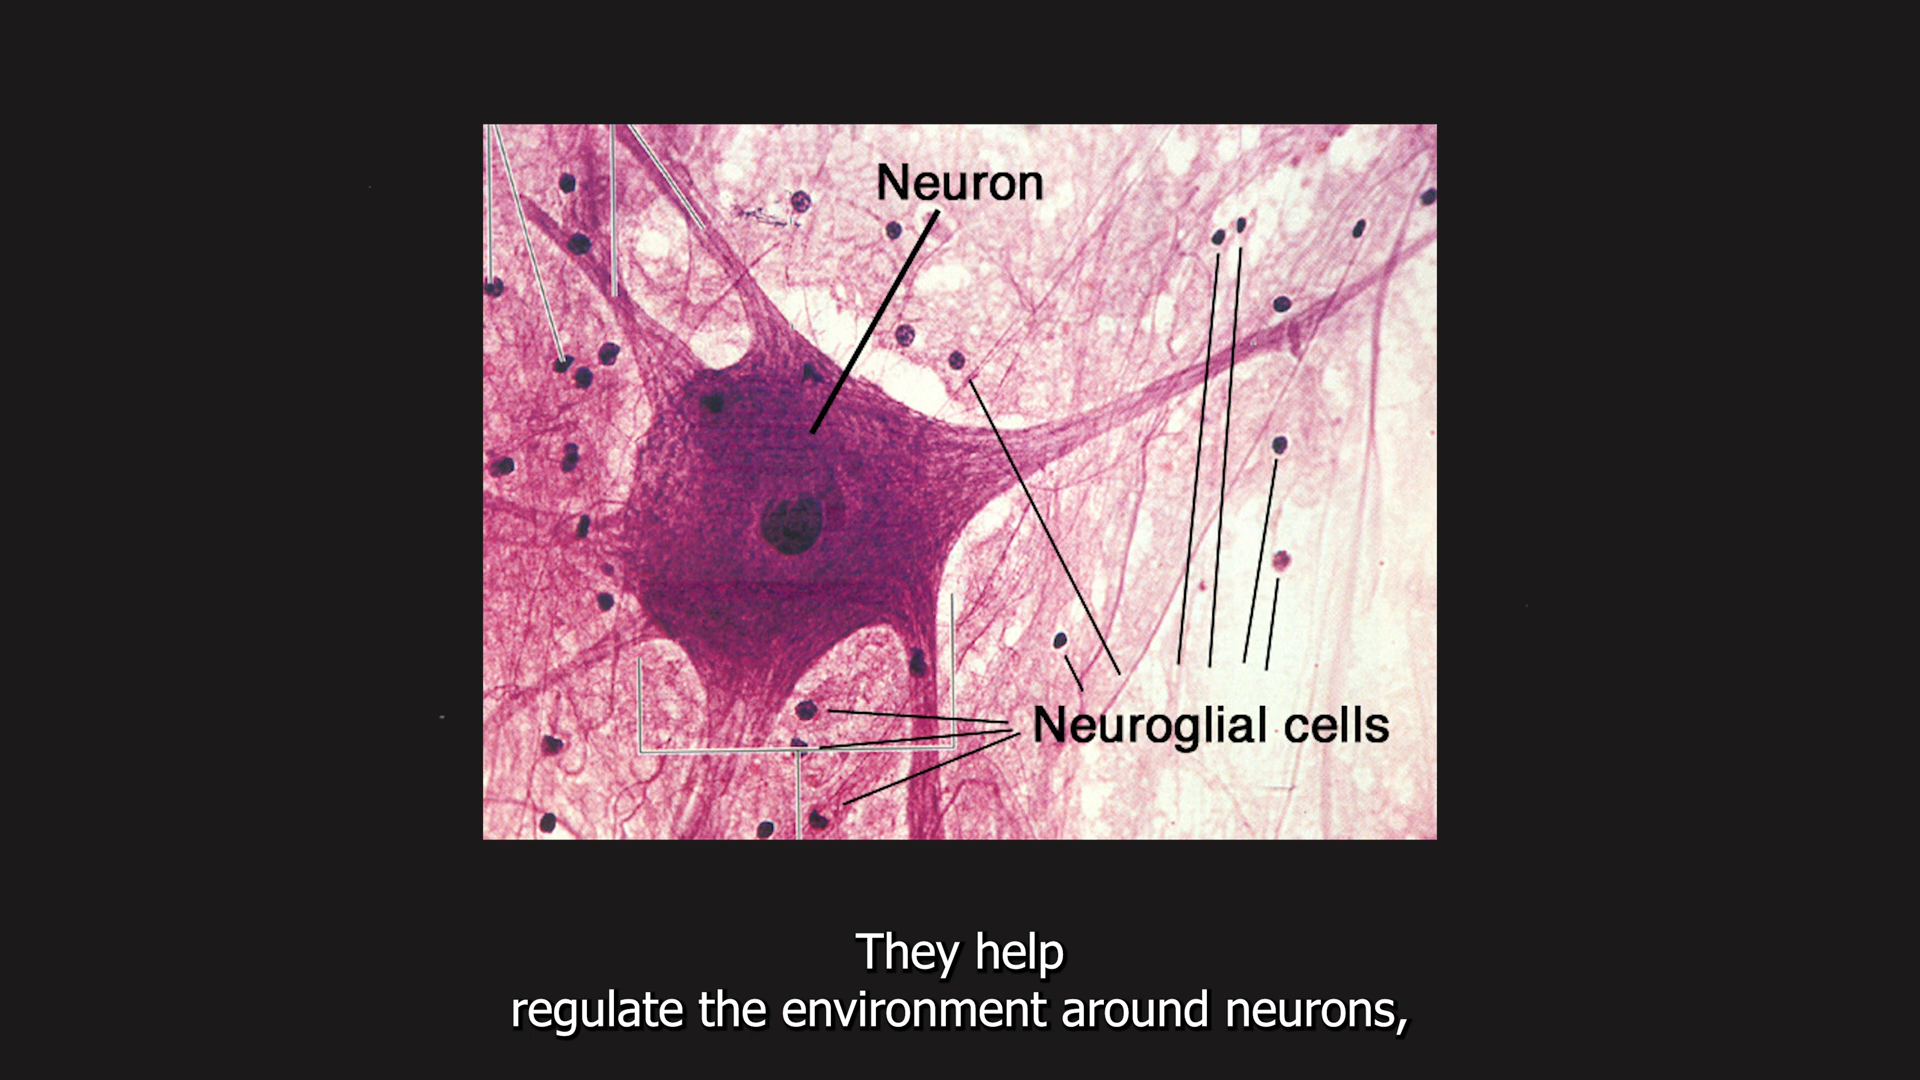 Neuron
Neuroglial cells
They help
regulate the environment around neurons,